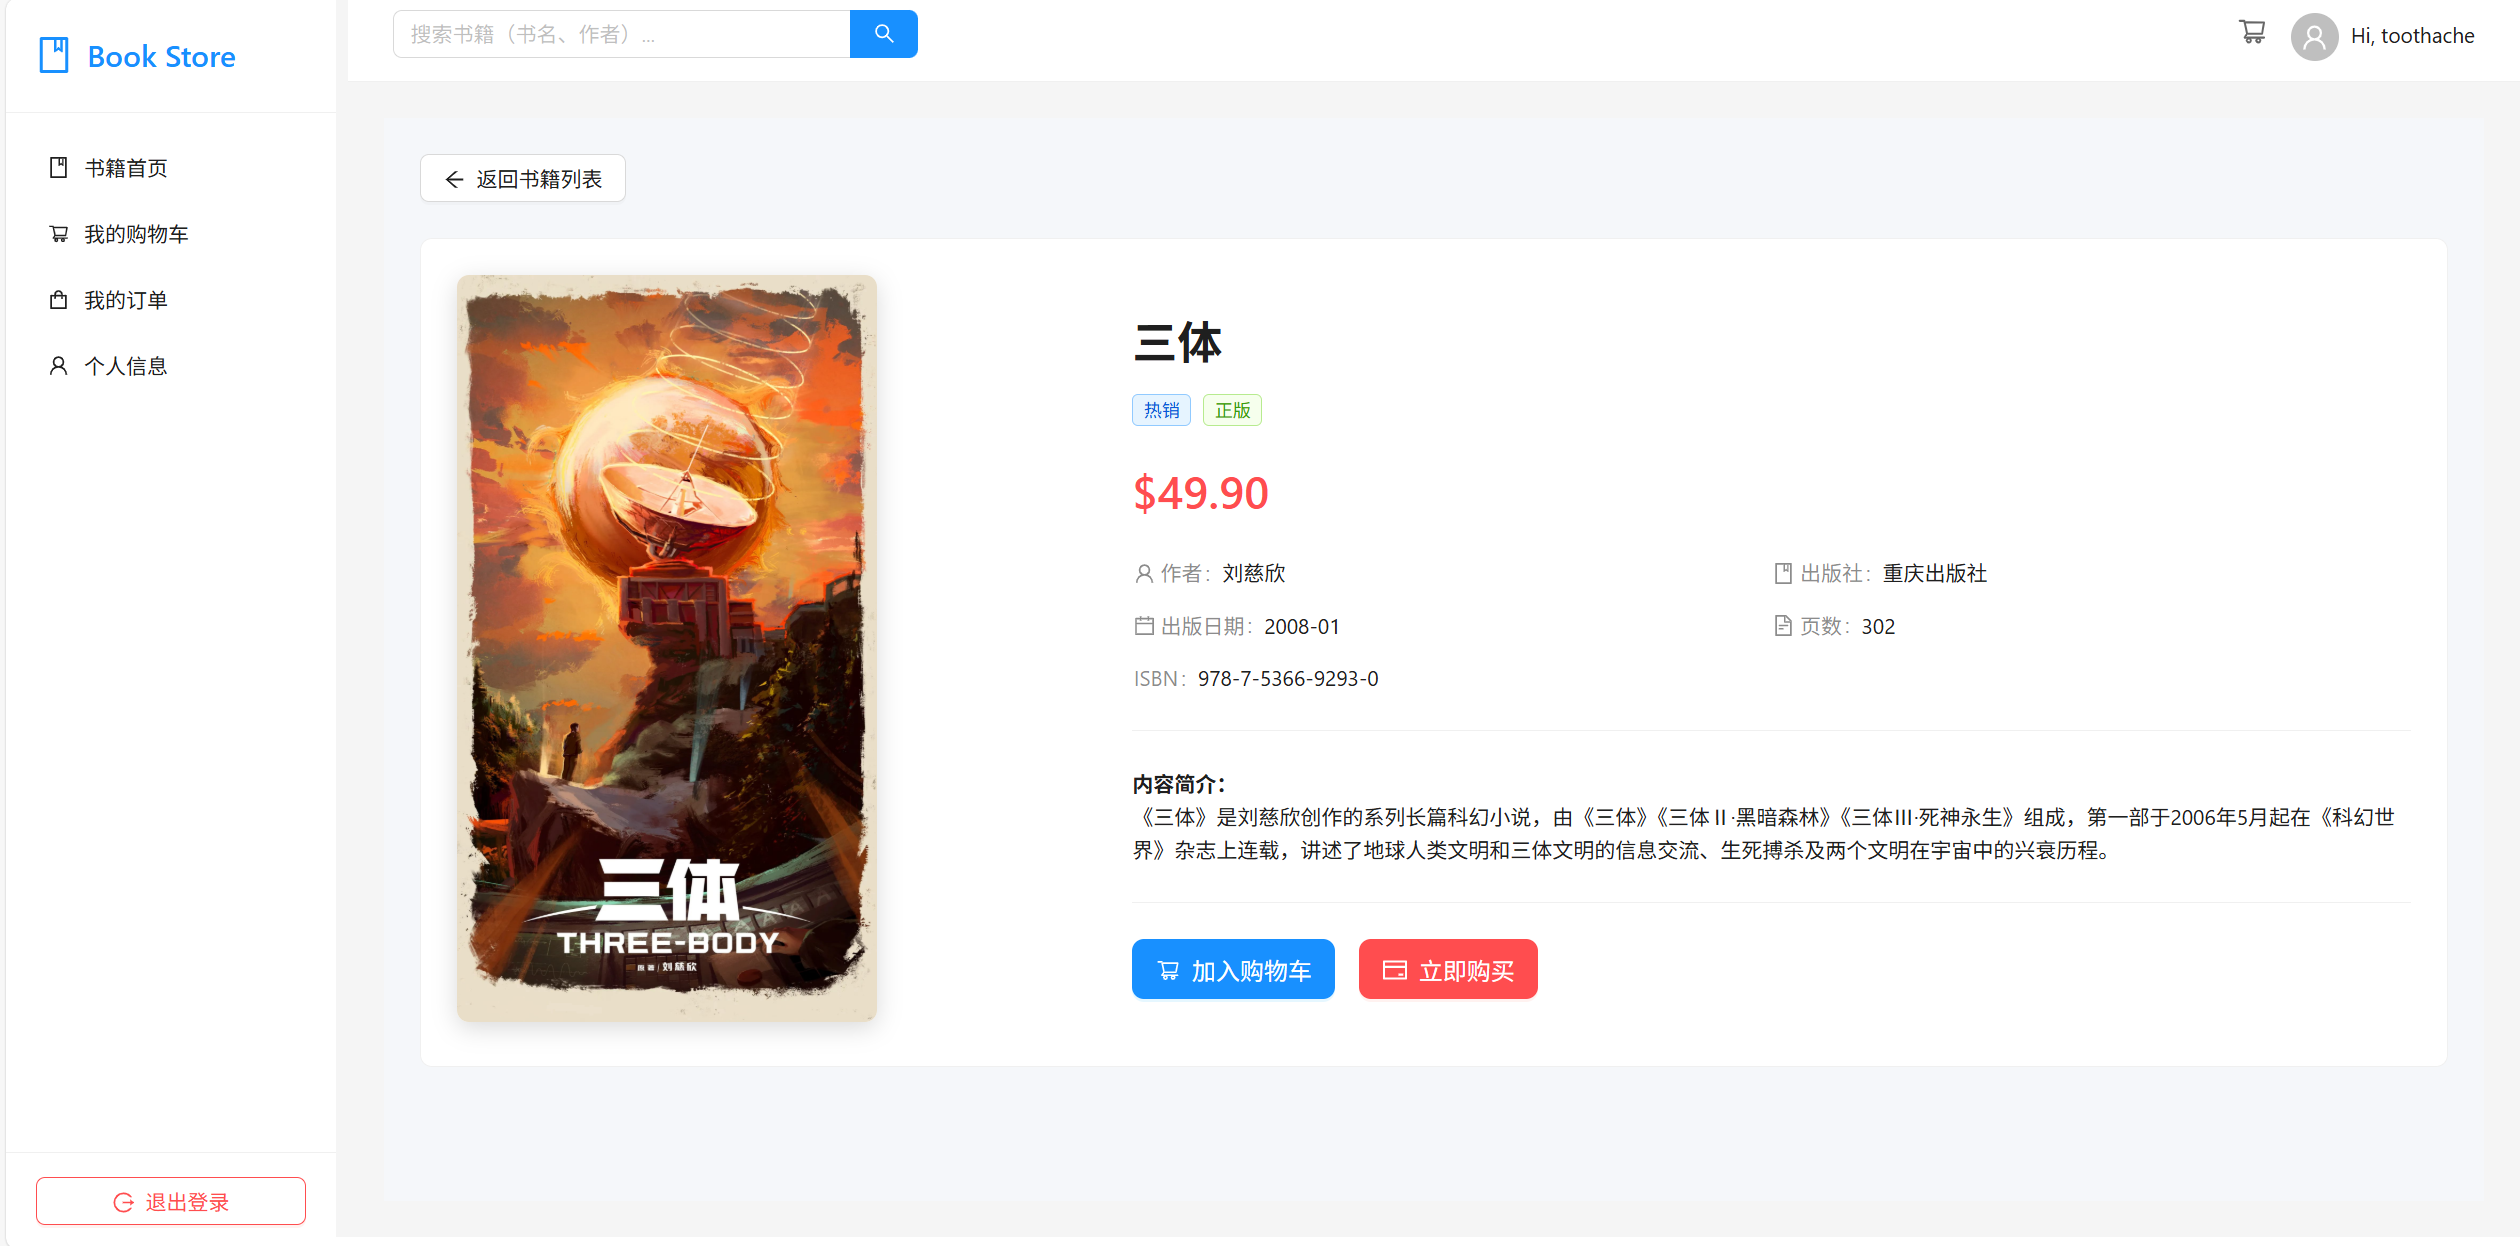 Book Store
搜索书籍（书名、作者）...
Hi, toothache
书籍首页
我的购物车
我的订单
个人信息
退出登录
返回书籍列表
三体
THREE-BODY
原著 | 刘慈欣
三体
热销 正版
$49.90
作者： 刘慈欣 出版社： 重庆出版社
出版日期： 2008-01 页数： 302
ISBN： 978-7-5366-9293-0
内容简介：
《三体》是刘慈欣创作的系列长篇科幻小说，由《三体》《三体Ⅱ·黑暗森林》《三体Ⅲ·死神永生》组成，第一部于2006年5月起在《科幻世
界》杂志上连载，讲述了地球人类文明和三体文明的信息交流、生死搏杀及两个文明在宇宙中的兴衰历程。
加入购物车 立即购买